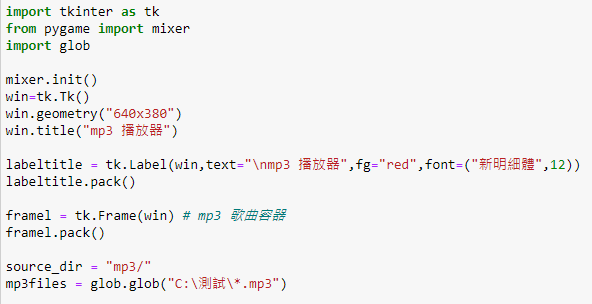 import tkinter as tk
from pygame import mixer
import glob
mixer.init()
win=tk.Tk()
win.geometry("640x380")
win.title("mp3 播放器")
labeltitle = tk.Label(win,text="\nmp3 播放器",fg="red",font=("新明細體",12))
labeltitle.pack()
framel = tk.Frame(win) # mp3 歌曲容器
framel.pack()
source_dir = "mp3/"
mp3files = glob.glob("C:\測試\*.mp3")